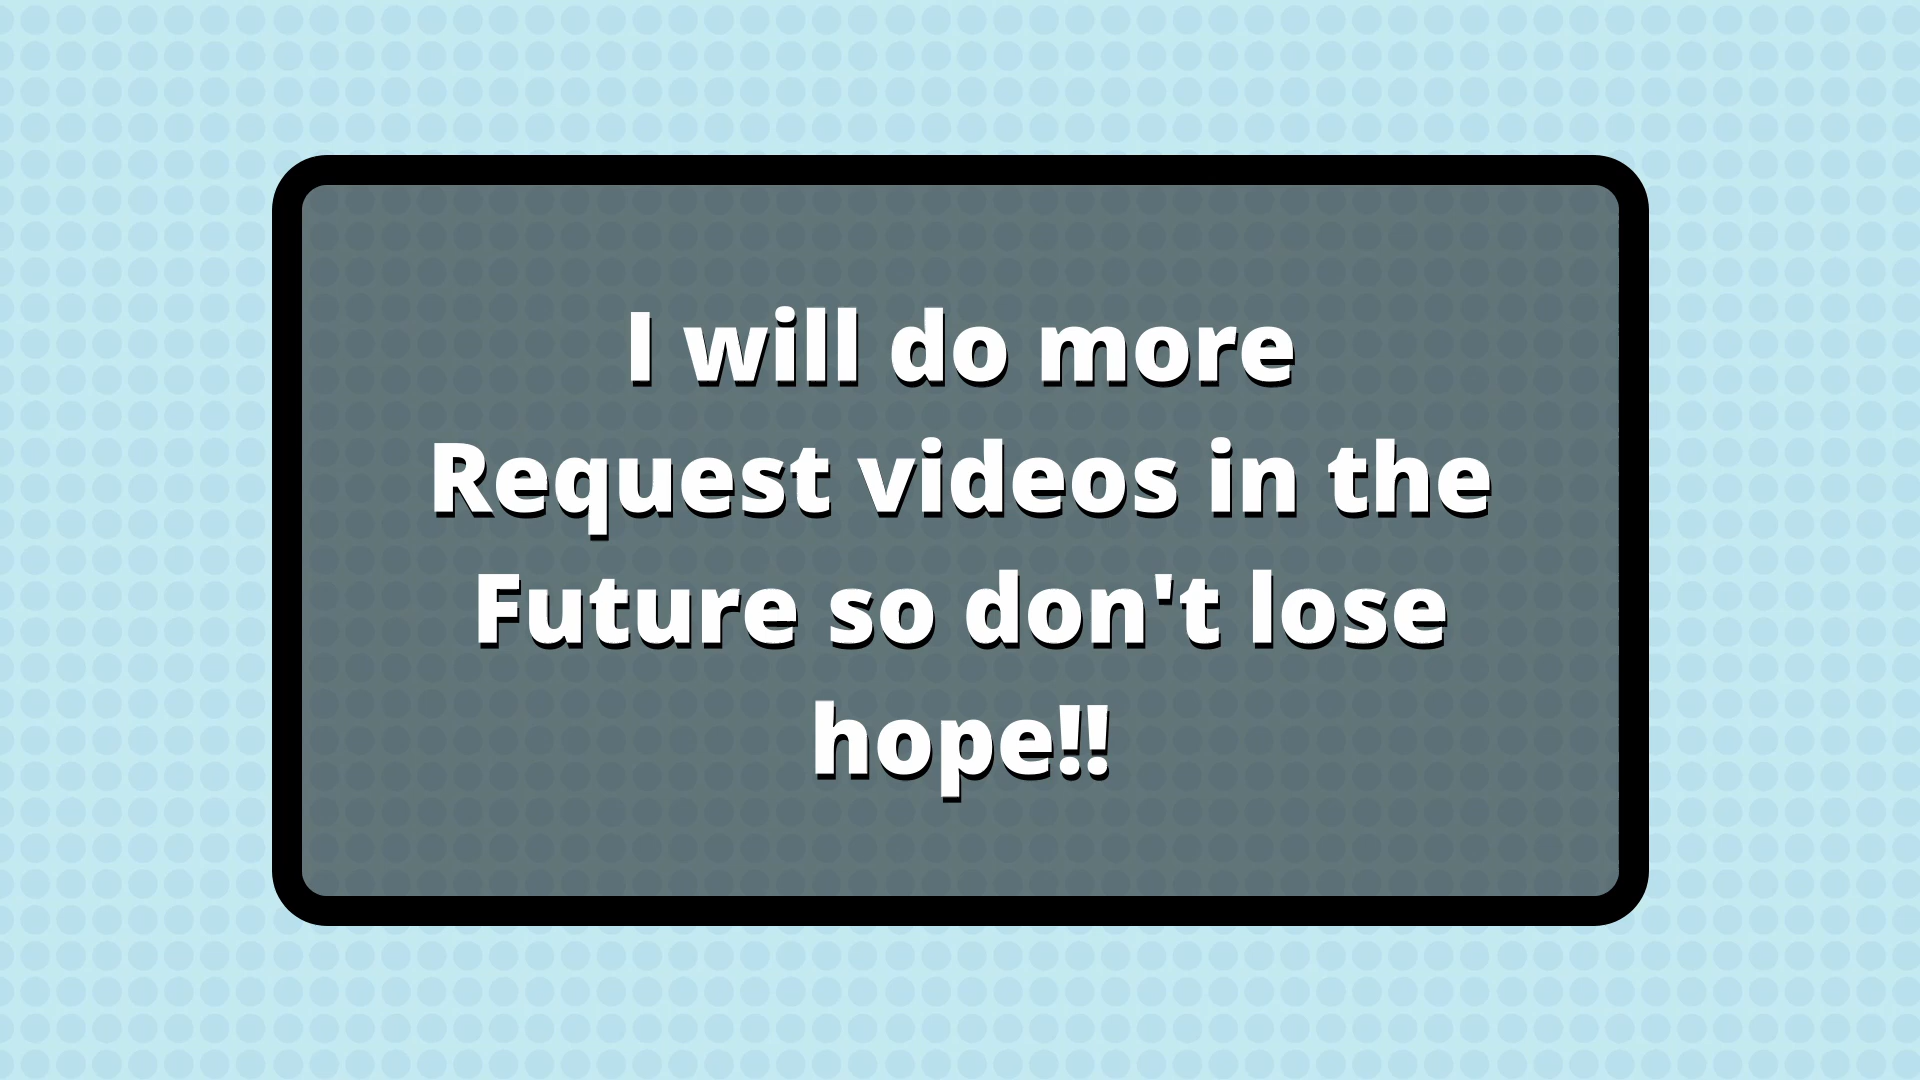 I will do more
Request videos in the
Future so don't lose
hope!!